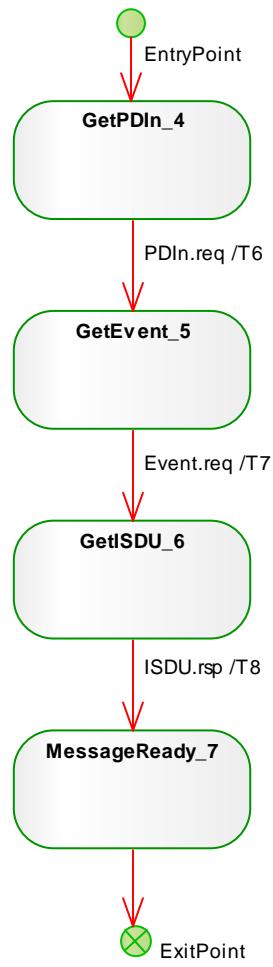 EntryPoint
GetPDIn_4
PDIn.req /T6
GetEvent_5
Event.req /T7
GetISDU_6
ISDU.rsp /T8
MessageReady_7
ExitPoint